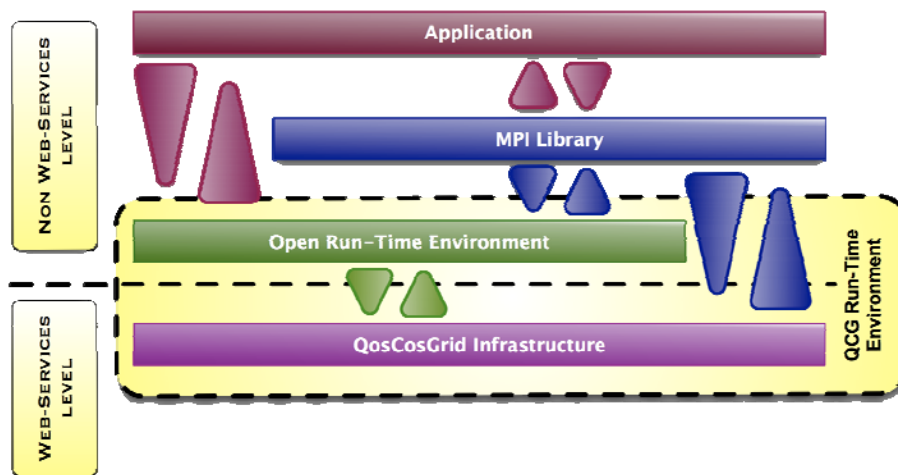 NON WEB-SERVICES
LEVEL
Application
MPI Library
Open Run-Time Environment
QosCosGrid Infrastructure
WEB-SERVICES
LEVEL
QCG Run-Time
Environment